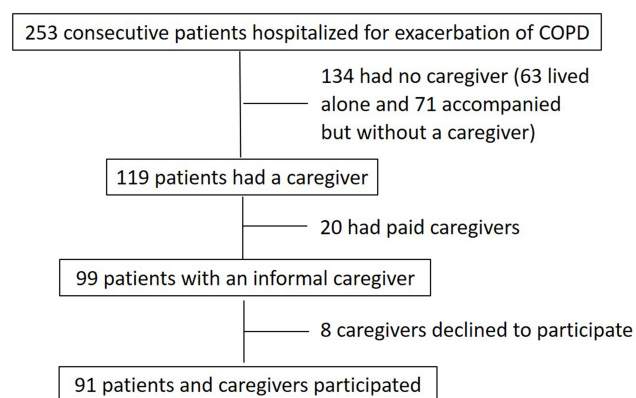 253 consecutive patients hospitalized for exacerbation of COPD
134 had no caregiver (63 lived
alone and 71 accompanied
but without a caregiver)
119 patients had a caregiver
20 had paid caregivers
99 patients with an informal caregiver
8 caregivers declined to participate
91 patients and caregivers participated